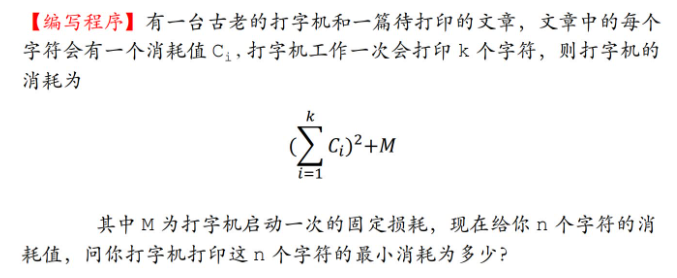 【编写程序】有一台古老的打字机和一篇待打印的文章，文章中的每个
字符会有一个消耗值 Cᵢ，打字机工作一次会打印 k 个字符，则打字机的
消耗为
(∑ᵢ₌₁ᵏ Cᵢ)²+M
其中 M 为打字机启动一次的固定损耗，现在给你 n 个字符的消
耗值，问你打字机打印这 n 个字符的最小消耗为多少?